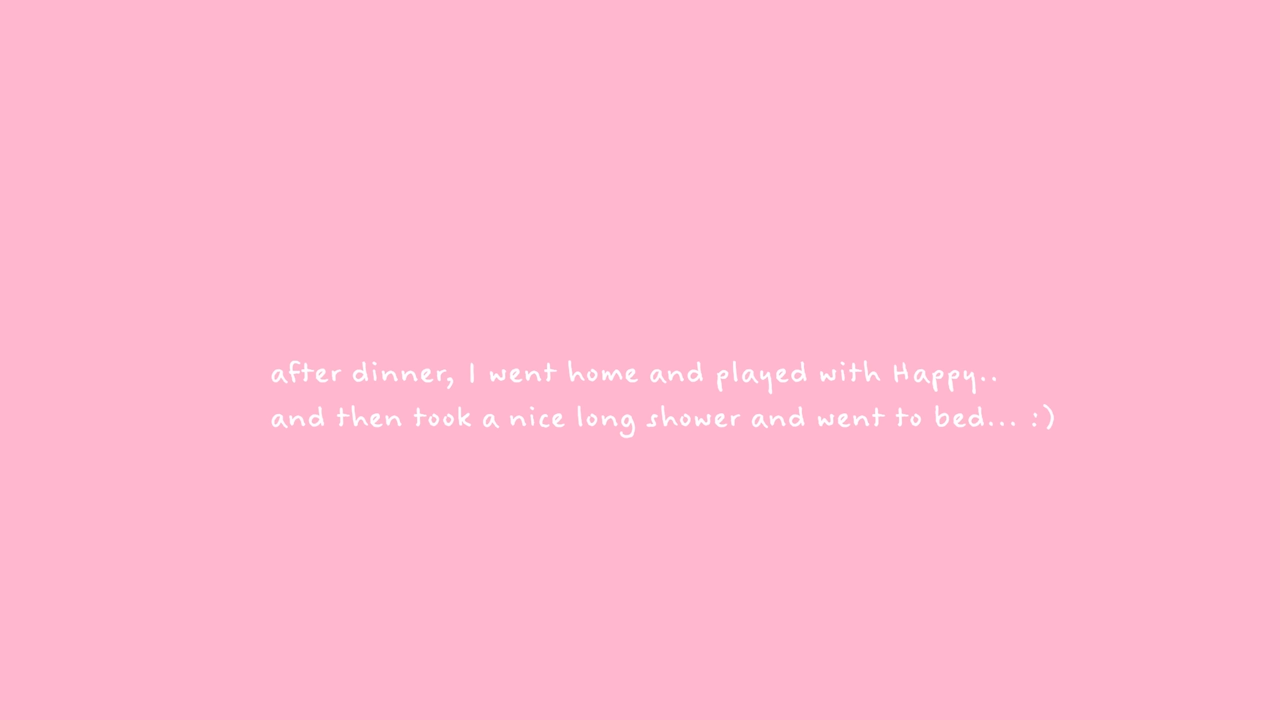 after dinner, I went home and played with Happy..
and then took a nice long shower and went to bed... :)